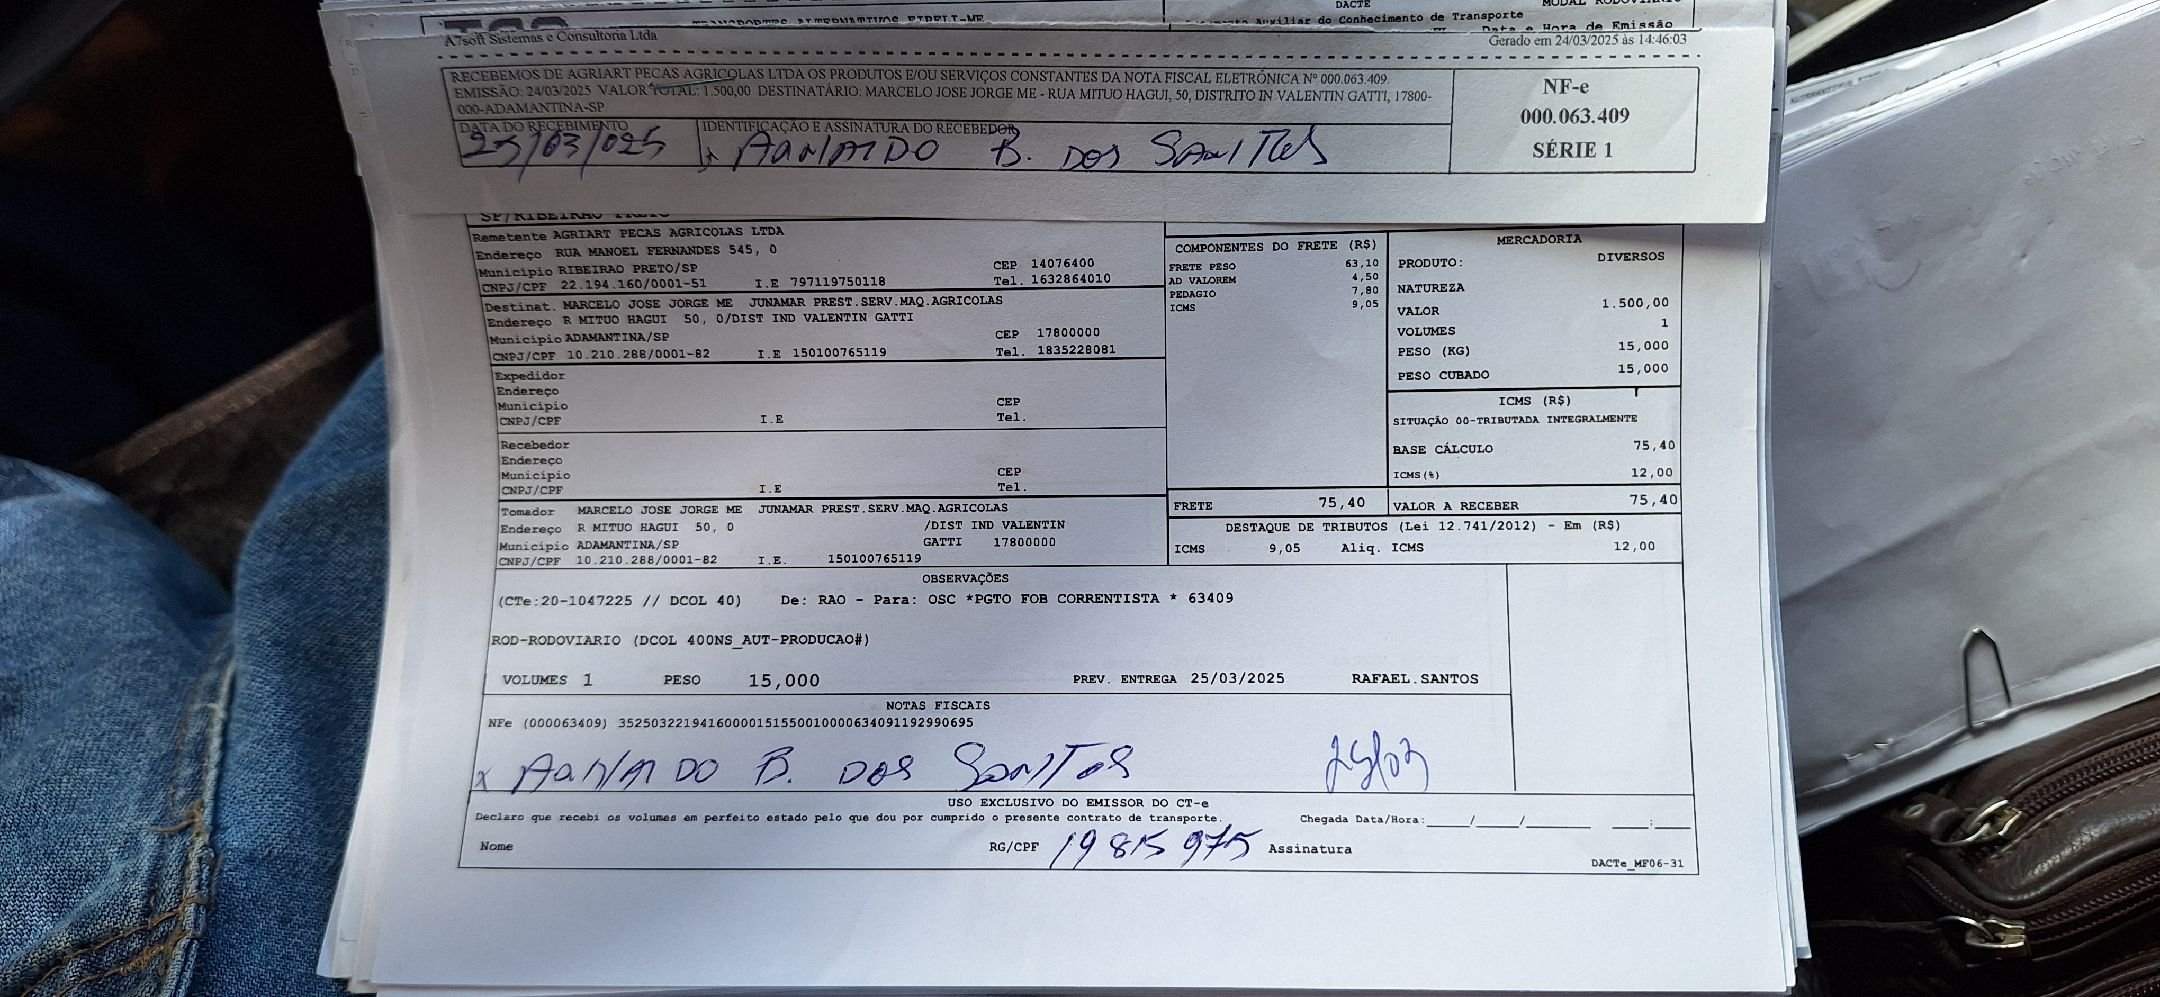 DACTE
Auxiliar do Conhecimento de Transporte
Data e Hora de Emissão
A7soft Sistemas e Consultoria Ltda
Gerado em 24/03/2025 às 14:46:03
RECEBEMOS DE AGRIART PECAS AGRICOLAS LTDA OS PRODUTOS E/OU SERVIÇOS CONSTANTES DA NOTA FISCAL ELETRÔNICA Nº 000.063.409.
EMISSÃO: 24/03/2025 VALOR TOTAL: 1.500,00 DESTINATÁRIO: MARCELO JOSE JORGE ME - RUA MITUO HAGUI, 50, DISTRITO IN VALENTIN GATTI, 17800-
000-ADAMANTINA-SP
DATA DO RECEBIMENTO
25/03/025
IDENTIFICAÇÃO E ASSINATURA DO RECEBEDOR
B. DOS SANTOS
NF-e
000.063.409
SÉRIE 1
SP/RIBEIRAO PRETO
Remetente AGRIART PECAS AGRICOLAS LTDA
Endereço RUA MANOEL FERNANDES 545, 0
Município RIBEIRAO PRETO/SP CEP 14076400
CNPJ/CPF 22.194.160/0001-51 I.E 797119750118 Tel. 1632864010
Destinat. MARCELO JOSE JORGE ME JUNAMAR PREST.SERV.MAQ.AGRICOLAS
Endereço R MITUO HAGUI 50, 0/DIST IND VALENTIN GATTI
Município ADAMANTINA/SP CEP 17800000
CNPJ/CPF 10.210.288/0001-82 I.E 150100765119 Tel. 1835228081
Expedidor
Endereço
Município CEP
CNPJ/CPF I.E Tel.
Recebedor
Endereço
Município CEP
CNPJ/CPF I.E Tel.
Tomador MARCELO JOSE JORGE ME JUNAMAR PREST.SERV.MAQ.AGRICOLAS
Endereço R MITUO HAGUI 50, 0 /DIST IND VALENTIN
Município ADAMANTINA/SP GATTI 17800000
CNPJ/CPF 10.210.288/0001-82 I.E. 150100765119
COMPONENTES DO FRETE (R$)
FRETE PESO 63,10
AD VALOREM 4,50
PEDAGIO 7,80
ICMS 9,05
MERCADORIA
PRODUTO: DIVERSOS
NATUREZA
VALOR 1.500,00
VOLUMES 1
PESO (KG) 15,000
PESO CUBADO 15,000
ICMS (R$)
SITUAÇÃO 00-TRIBUTADA INTEGRALMENTE
BASE CÁLCULO 75,40
ICMS(%) 12,00
FRETE 75,40
VALOR A RECEBER 75,40
DESTAQUE DE TRIBUTOS (Lei 12.741/2012) - Em (R$)
ICMS 9,05 Aliq. ICMS 12,00
OBSERVAÇÕES
(CTe:20-1047225 // DCOL 40) De: RAO - Para: OSC *PGTO FOB CORRENTISTA * 63409
ROD-RODOVIARIO (DCOL 400NS_AUT-PRODUCAO#)
VOLUMES 1 PESO 15,000 PREV. ENTREGA 25/03/2025 RAFAEL.SANTOS
NOTAS FISCAIS
NFe (000063409) 35250322194160000151550010000634091192990695
x B. DOS SANTOS 25/03
USO EXCLUSIVO DO EMISSOR DO CT-e
Declaro que recebi os volumes em perfeito estado pelo que dou por cumprido o presente contrato de transporte. Chegada Data/Hora:____/____/______ ___:___
Nome RG/CPF 19 815 975 Assinatura
DACTe_MF06-31